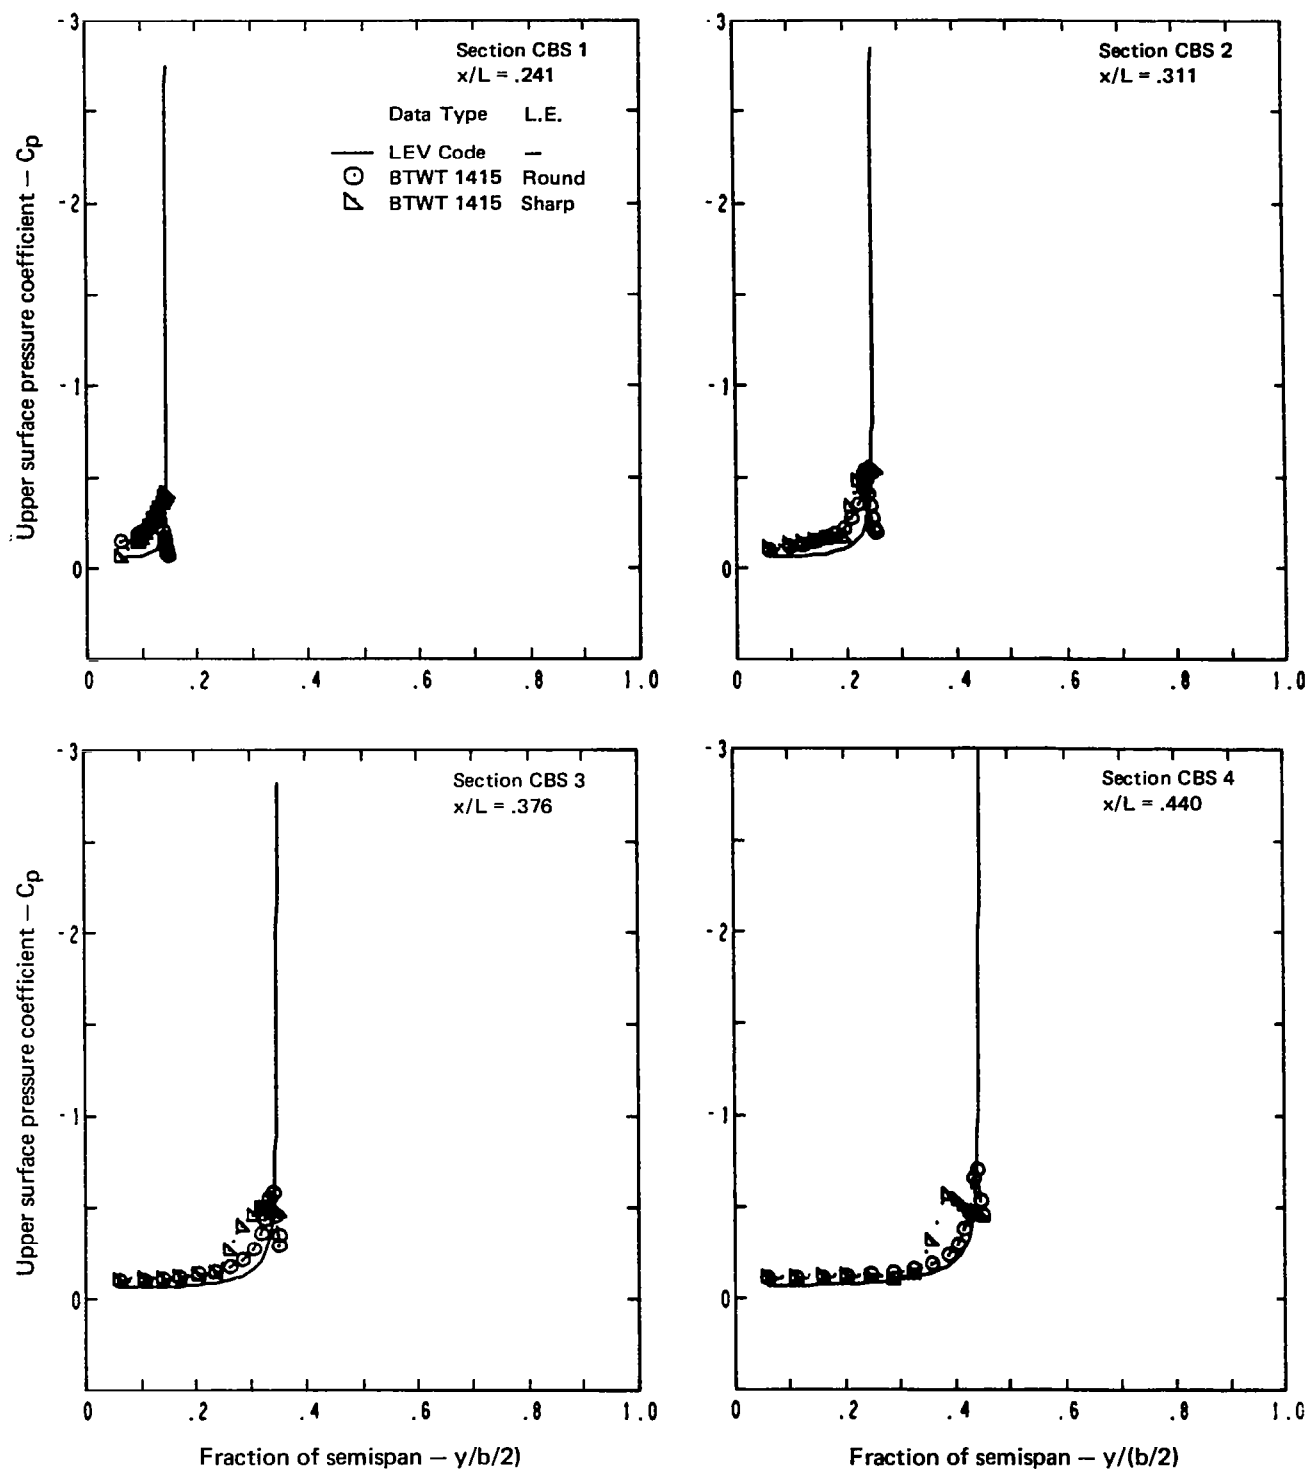 Section CBS 1
x/L = .241
Data Type L.E.
LEV Code —
BTWT 1415 Round
BTWT 1415 Sharp
Upper surface pressure coefficient — Cp
-3
-2
-1
0
0 .2 .4 .6 .8 1.0
Section CBS 2
x/L = .311
-3
-2
-1
0
0 .2 .4 .6 .8 1.0
Section CBS 3
x/L = .376
Upper surface pressure coefficient — Cp
-3
-2
-1
0
0 .2 .4 .6 .8 1.0
Fraction of semispan — y/b/2)
Section CBS 4
x/L = .440
-3
-2
-1
0
0 .2 .4 .6 .8 1.0
Fraction of semispan — y/(b/2)